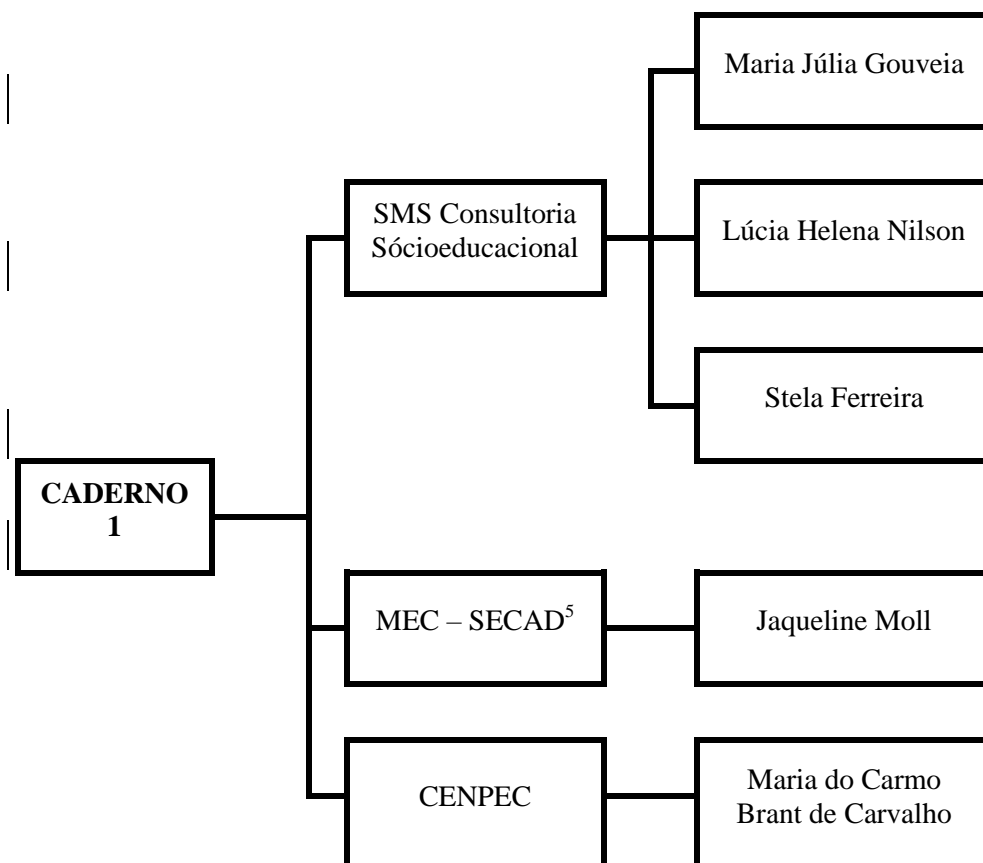 Maria Júlia Gouveia
SMS Consultoria
Sócioeducacional
Lúcia Helena Nilson
Stela Ferreira
CADERNO
1
MEC – SECAD⁵
Jaqueline Moll
CENPEC
Maria do Carmo
Brant de Carvalho